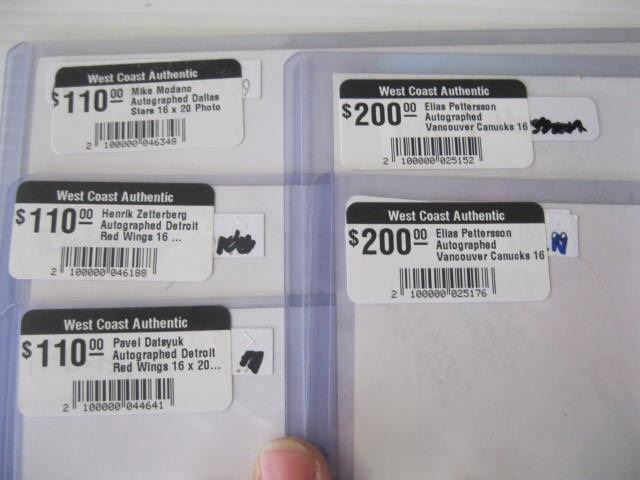 West Coast Authentic
$110.00 Mike Modano
Autographed Dallas
Stars 16 x 20 Photo
2 100000 046348
9
West Coast Authentic
$110.00 Henrik Zetterberg
Autographed Detroit
Red Wings 16 ...
2 100000 046188
West Coast Authentic
$110.00 Pavel Datsyuk
Autographed Detroit
Red Wings 16 x 20...
2 100000 044641
West Coast Authentic
$200.00 Elias Pettersson
Autographed
Vancouver Canucks 16
2 100000 025152
West Coast Authentic
$200.00 Elias Pettersson
Autographed
Vancouver Canucks 16
2 100000 025176